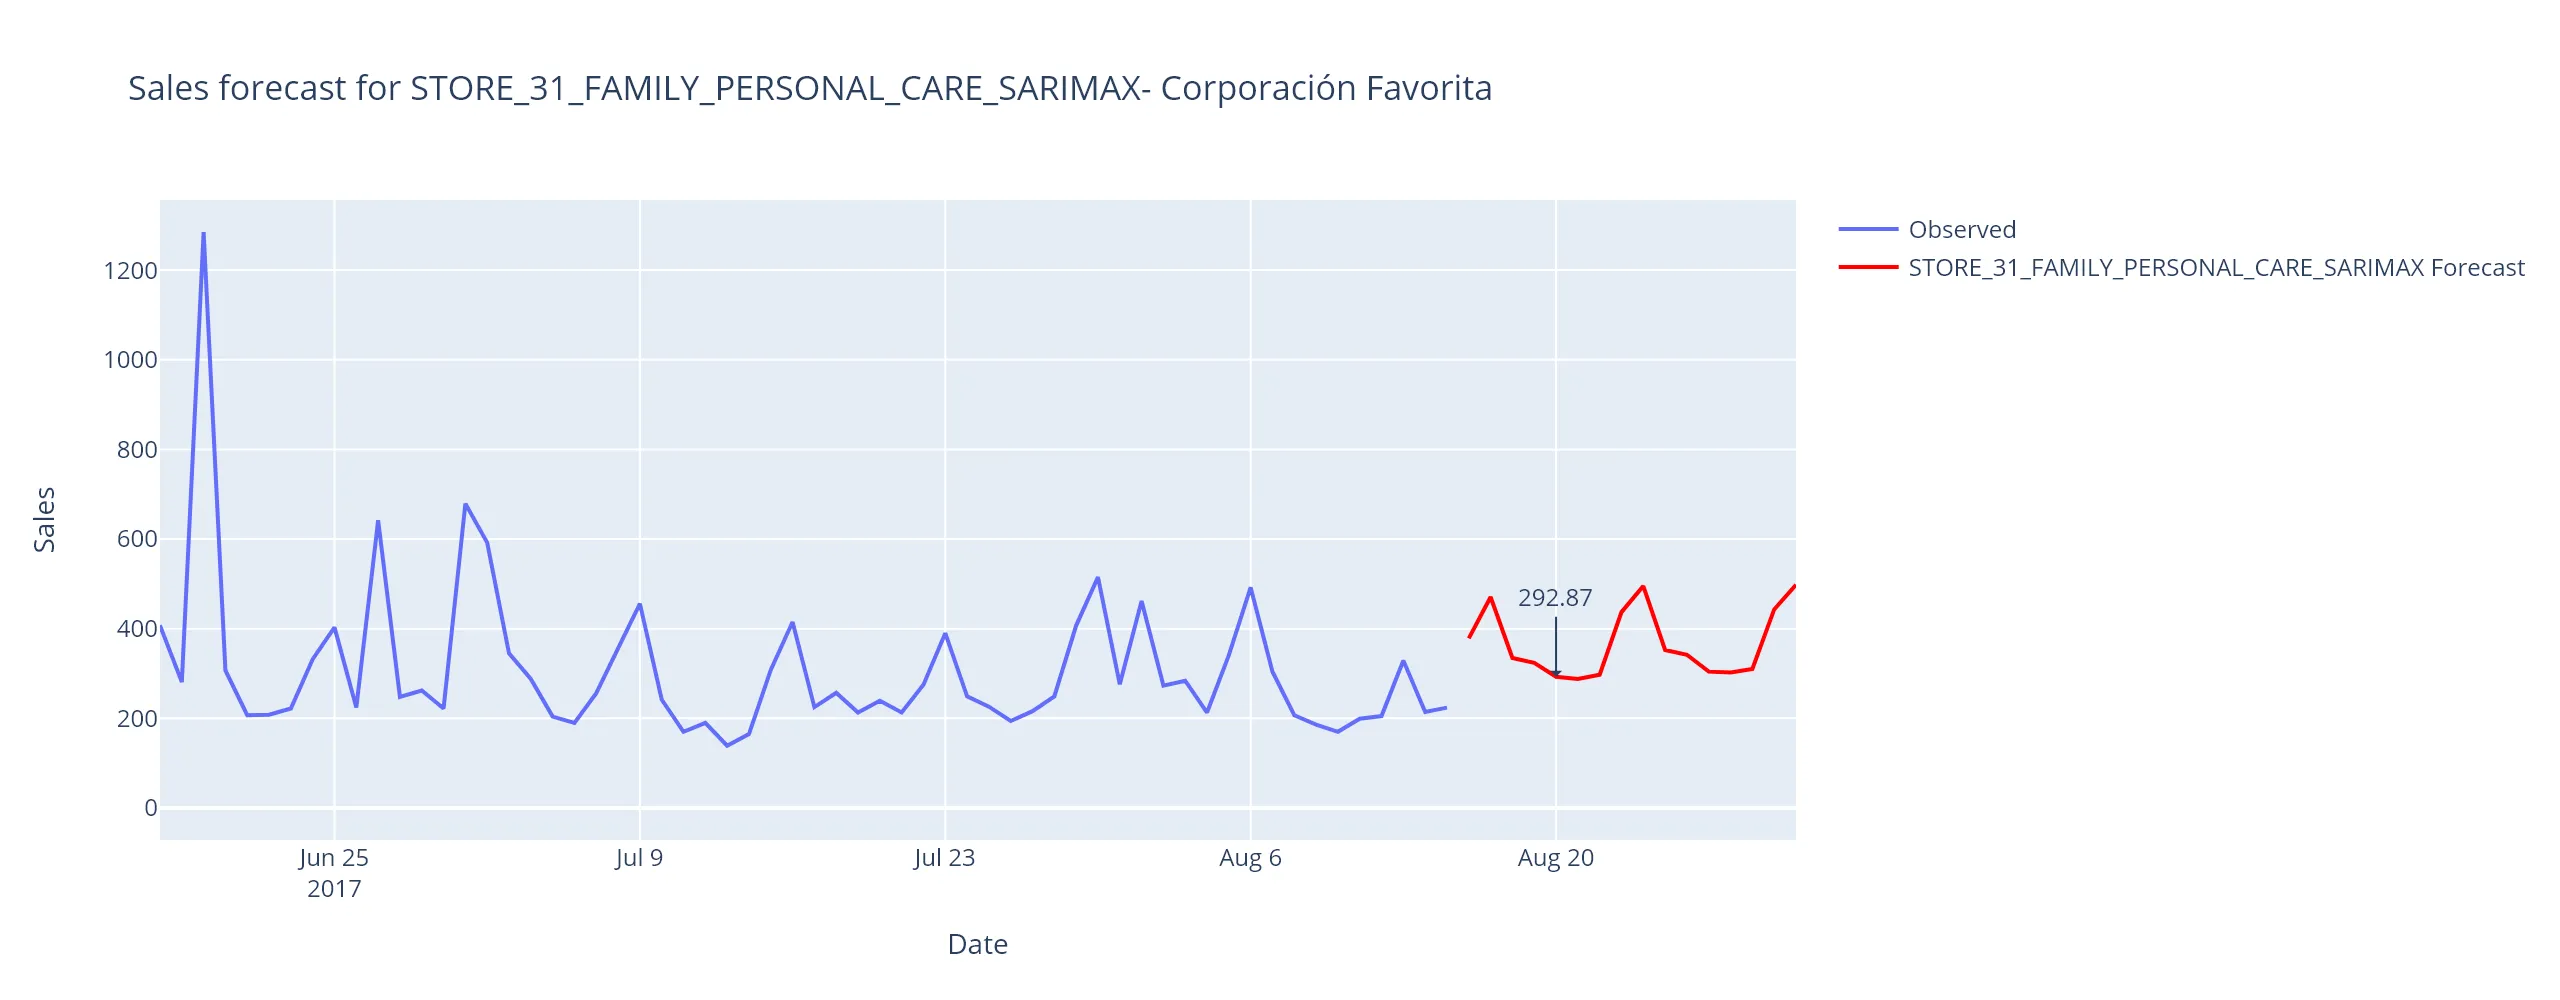 Sales forecast for STORE_31_FAMILY_PERSONAL_CARE_SARIMAX- Corporación Favorita
Observed
STORE_31_FAMILY_PERSONAL_CARE_SARIMAX Forecast
1200
1000
800
600
400
200
0
Sales
292.87
Jun 25 Jul 9 Jul 23 Aug 6 Aug 20
2017
Date